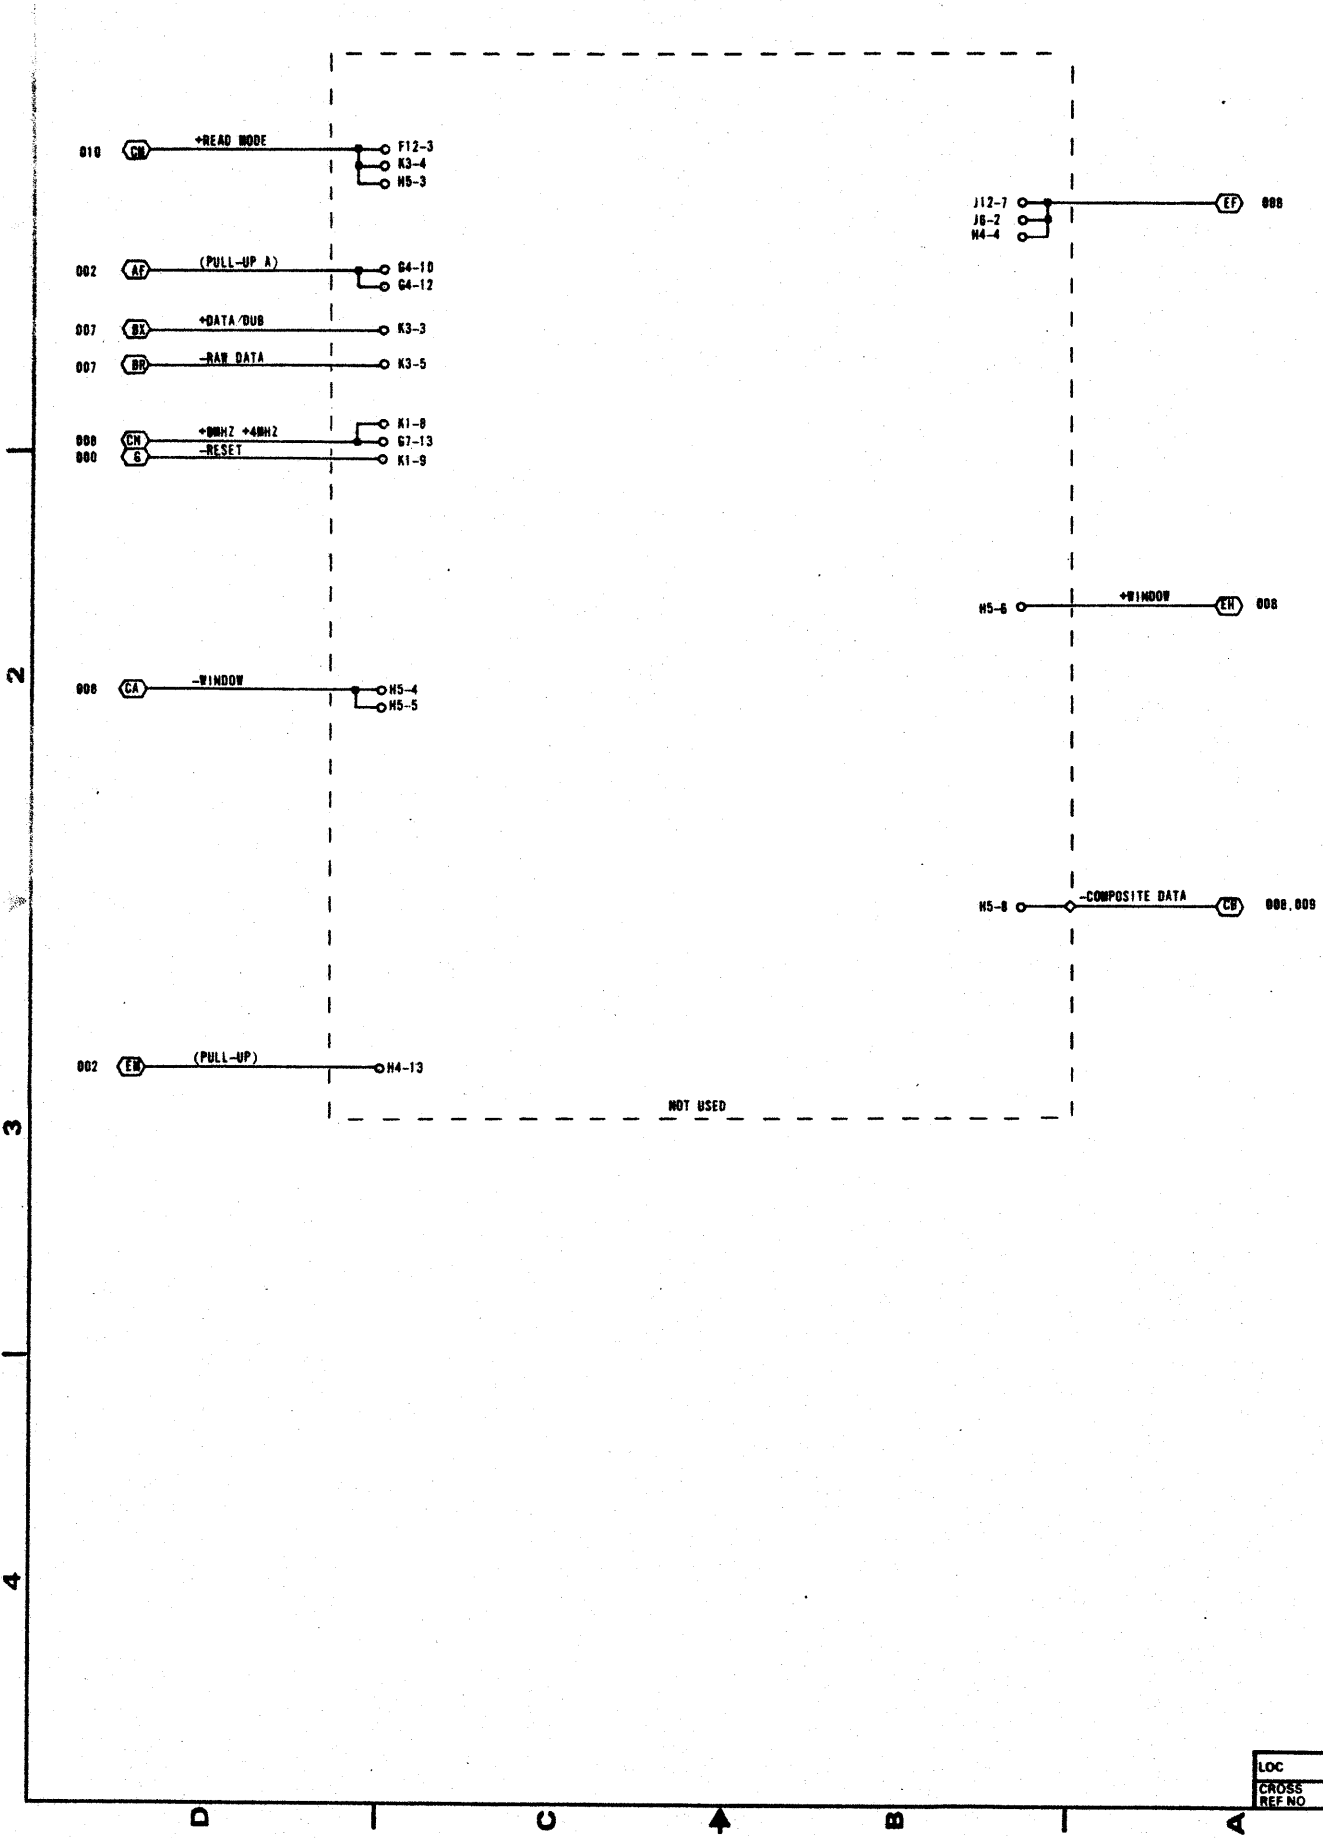 010 CM +READ MODE F12-3
K3-4
H5-3
J12-7 EF 008
J6-2
H4-4
002 AF (PULL-UP A) G4-10
G4-12
007 BX +DATA/DUB K3-3
007 BR -RAW DATA K3-5
K1-8
008 CN +8MHZ +4MHZ G7-13
000 G -RESET K1-9
H5-6 +WINDOW EH 008
2
008 CA -WINDOW H5-4
H5-5
H5-8 -COMPOSITE DATA CB 008,009
002 EM (PULL-UP) H4-13
NOT USED
3
4
LOC
CROSS
REF NO
D C B A